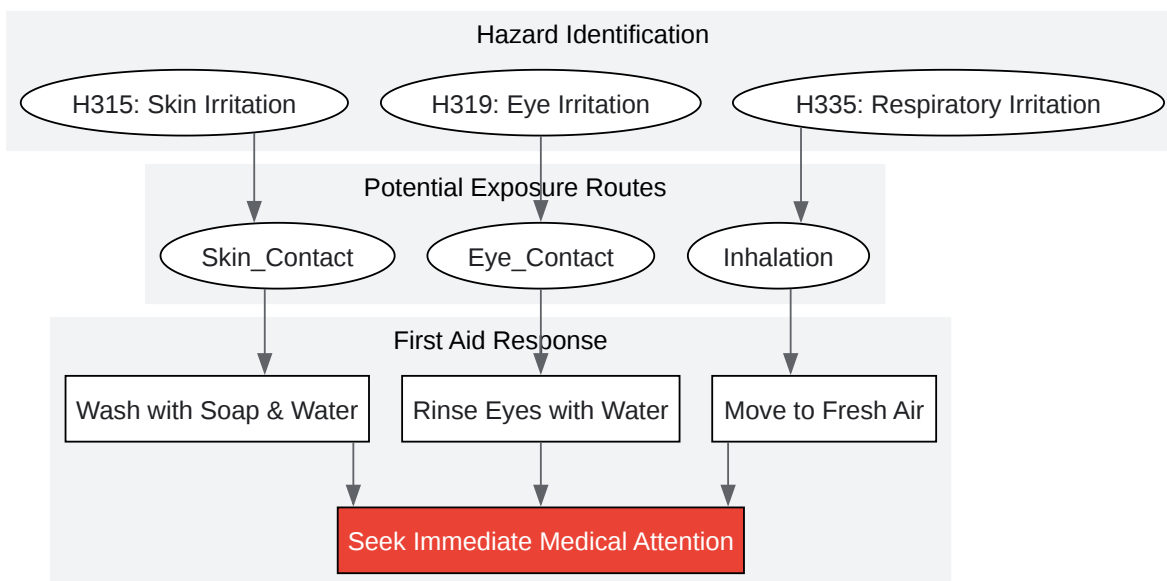 Hazard Identification
H315: Skin Irritation
H319: Eye Irritation
H335: Respiratory Irritation
Potential Exposure Routes
Skin_Contact
Eye_Contact
Inhalation
First Aid Response
Wash with Soap & Water
Rinse Eyes with Water
Move to Fresh Air
Seek Immediate Medical Attention